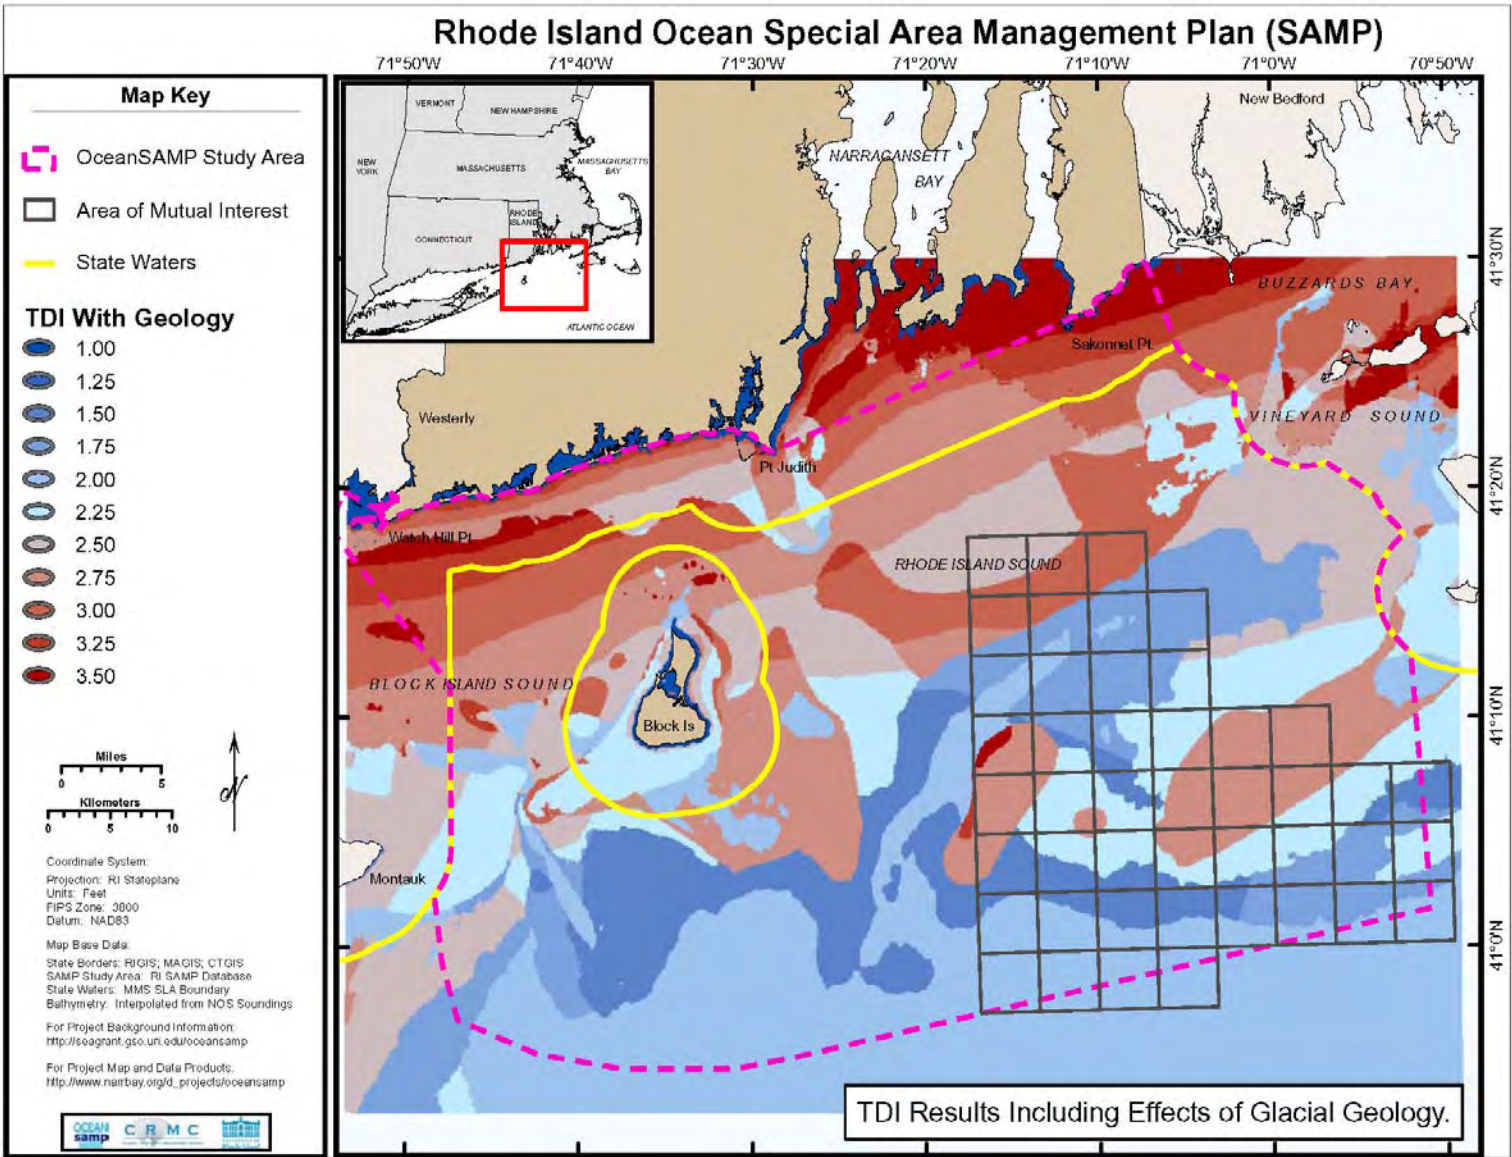 Rhode Island Ocean Special Area Management Plan (SAMP)
71°50'W
71°40'W
71°30'W
71°20'W
71°10'W
71°0'W
70°50'W
Map Key
OceanSAMP Study Area
Area of Mutual Interest
State Waters
TDI With Geology
1.00
1.25
1.50
1.75
2.00
2.25
2.50
2.75
3.00
3.25
3.50
Miles
0 5
Kilometers
0 5 10
N
Coordinate System:
Projection: RI Stateplane
Units: Feet
FIPS Zone: 3800
Datum: NAD83
Map Base Data:
State Borders: RIGIS; MAGIS; CTGIS
SAMP Study Area: RI SAMP Database
State Waters: MMS SLA Boundary
Bathymetry: Interpolated from NOS Soundings
For Project Background Information:
http://seagrant.gso.uri.edu/oceansamp
For Project Map and Data Products:
http://www.narrbay.org/d_projects/oceansamp
OCEAN
samp
CRMC
VERMONT
NEW HAMPSHIRE
NEW
YORK
MASSACHUSETTS
MASSACHUSETTS
BAY
RHODE
ISLAND
CONNECTICUT
ATLANTIC OCEAN
New Bedford
NARRAGANSETT
BAY
41°30'N
BUZZARDS BAY
Sakonnet Pt
Westerly
VINEYARD SOUND
Pt Judith
41°20'N
Watch Hill Pt
RHODE ISLAND SOUND
BLOCK ISLAND SOUND
Block Is
41°10'N
Montauk
41°0'N
TDI Results Including Effects of Glacial Geology.